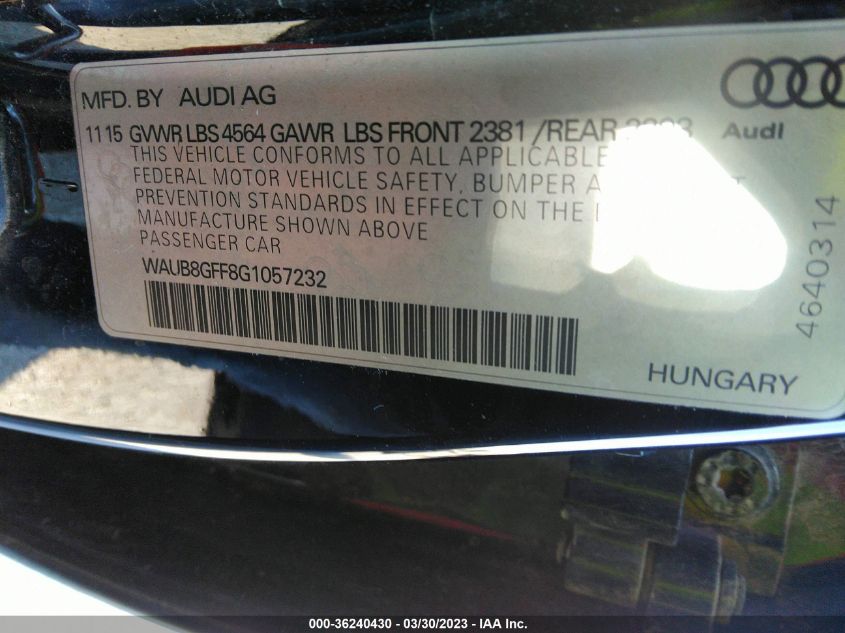 MFD. BY AUDI AG
11 15 GVWR LBS 4564 GAWR LBS FRONT 2381 /REAR
Audi
THIS VEHICLE CONFORMS TO ALL APPLICABLE
FEDERAL MOTOR VEHICLE SAFETY, BUMPER
PREVENTION STANDARDS IN EFFECT ON THE
MANUFACTURE SHOWN ABOVE
PASSENGER CAR
WAUB8GFF8G1057232
4640314
HUNGARY
000-36240430 - 03/30/2023 - IAA Inc.